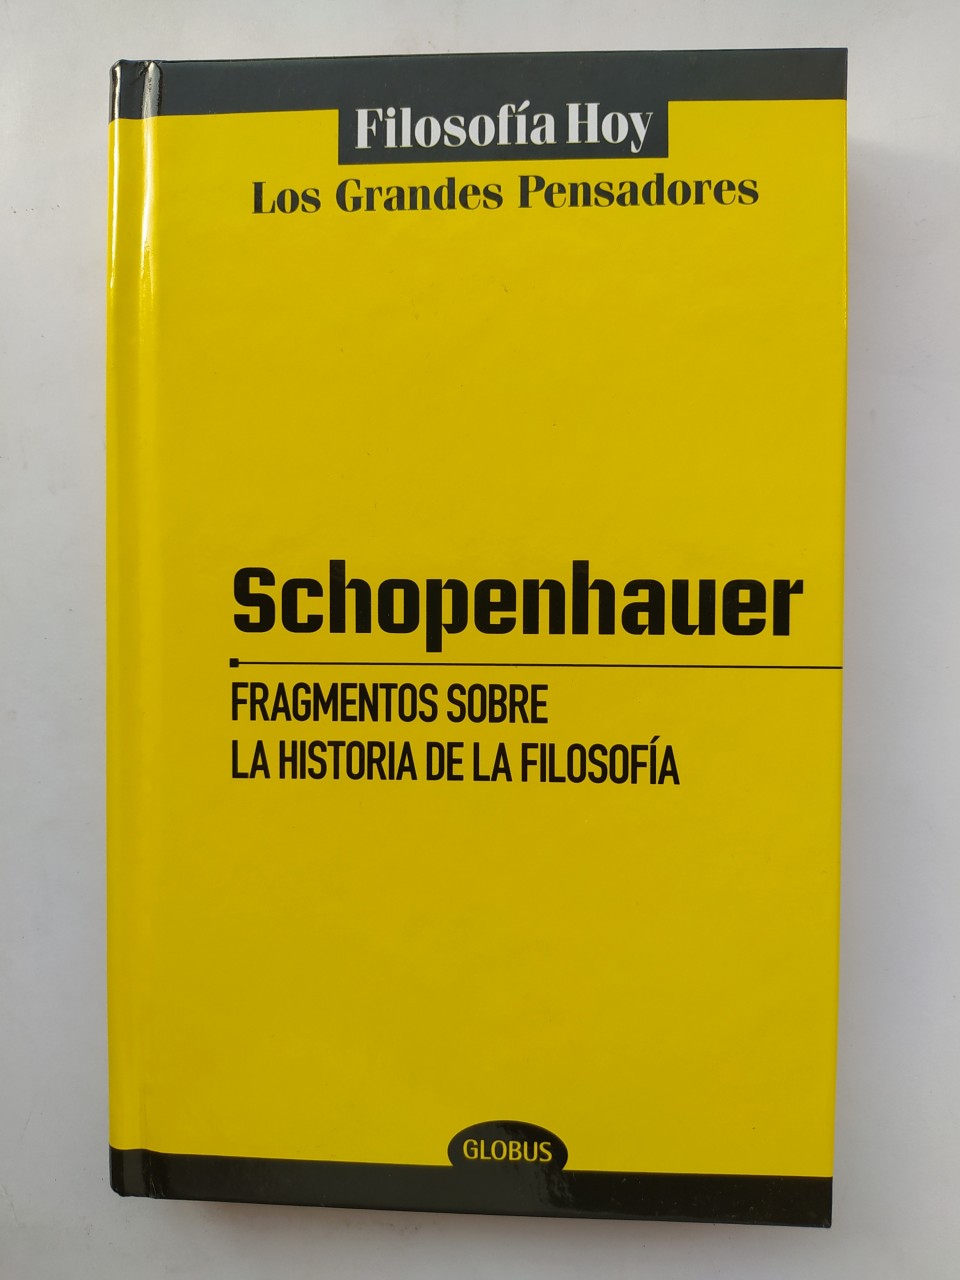 Filosofía Hoy
Los Grandes Pensadores
Schopenhauer
FRAGMENTOS SOBRE
LA HISTORIA DE LA FILOSOFÍA
GLOBUS